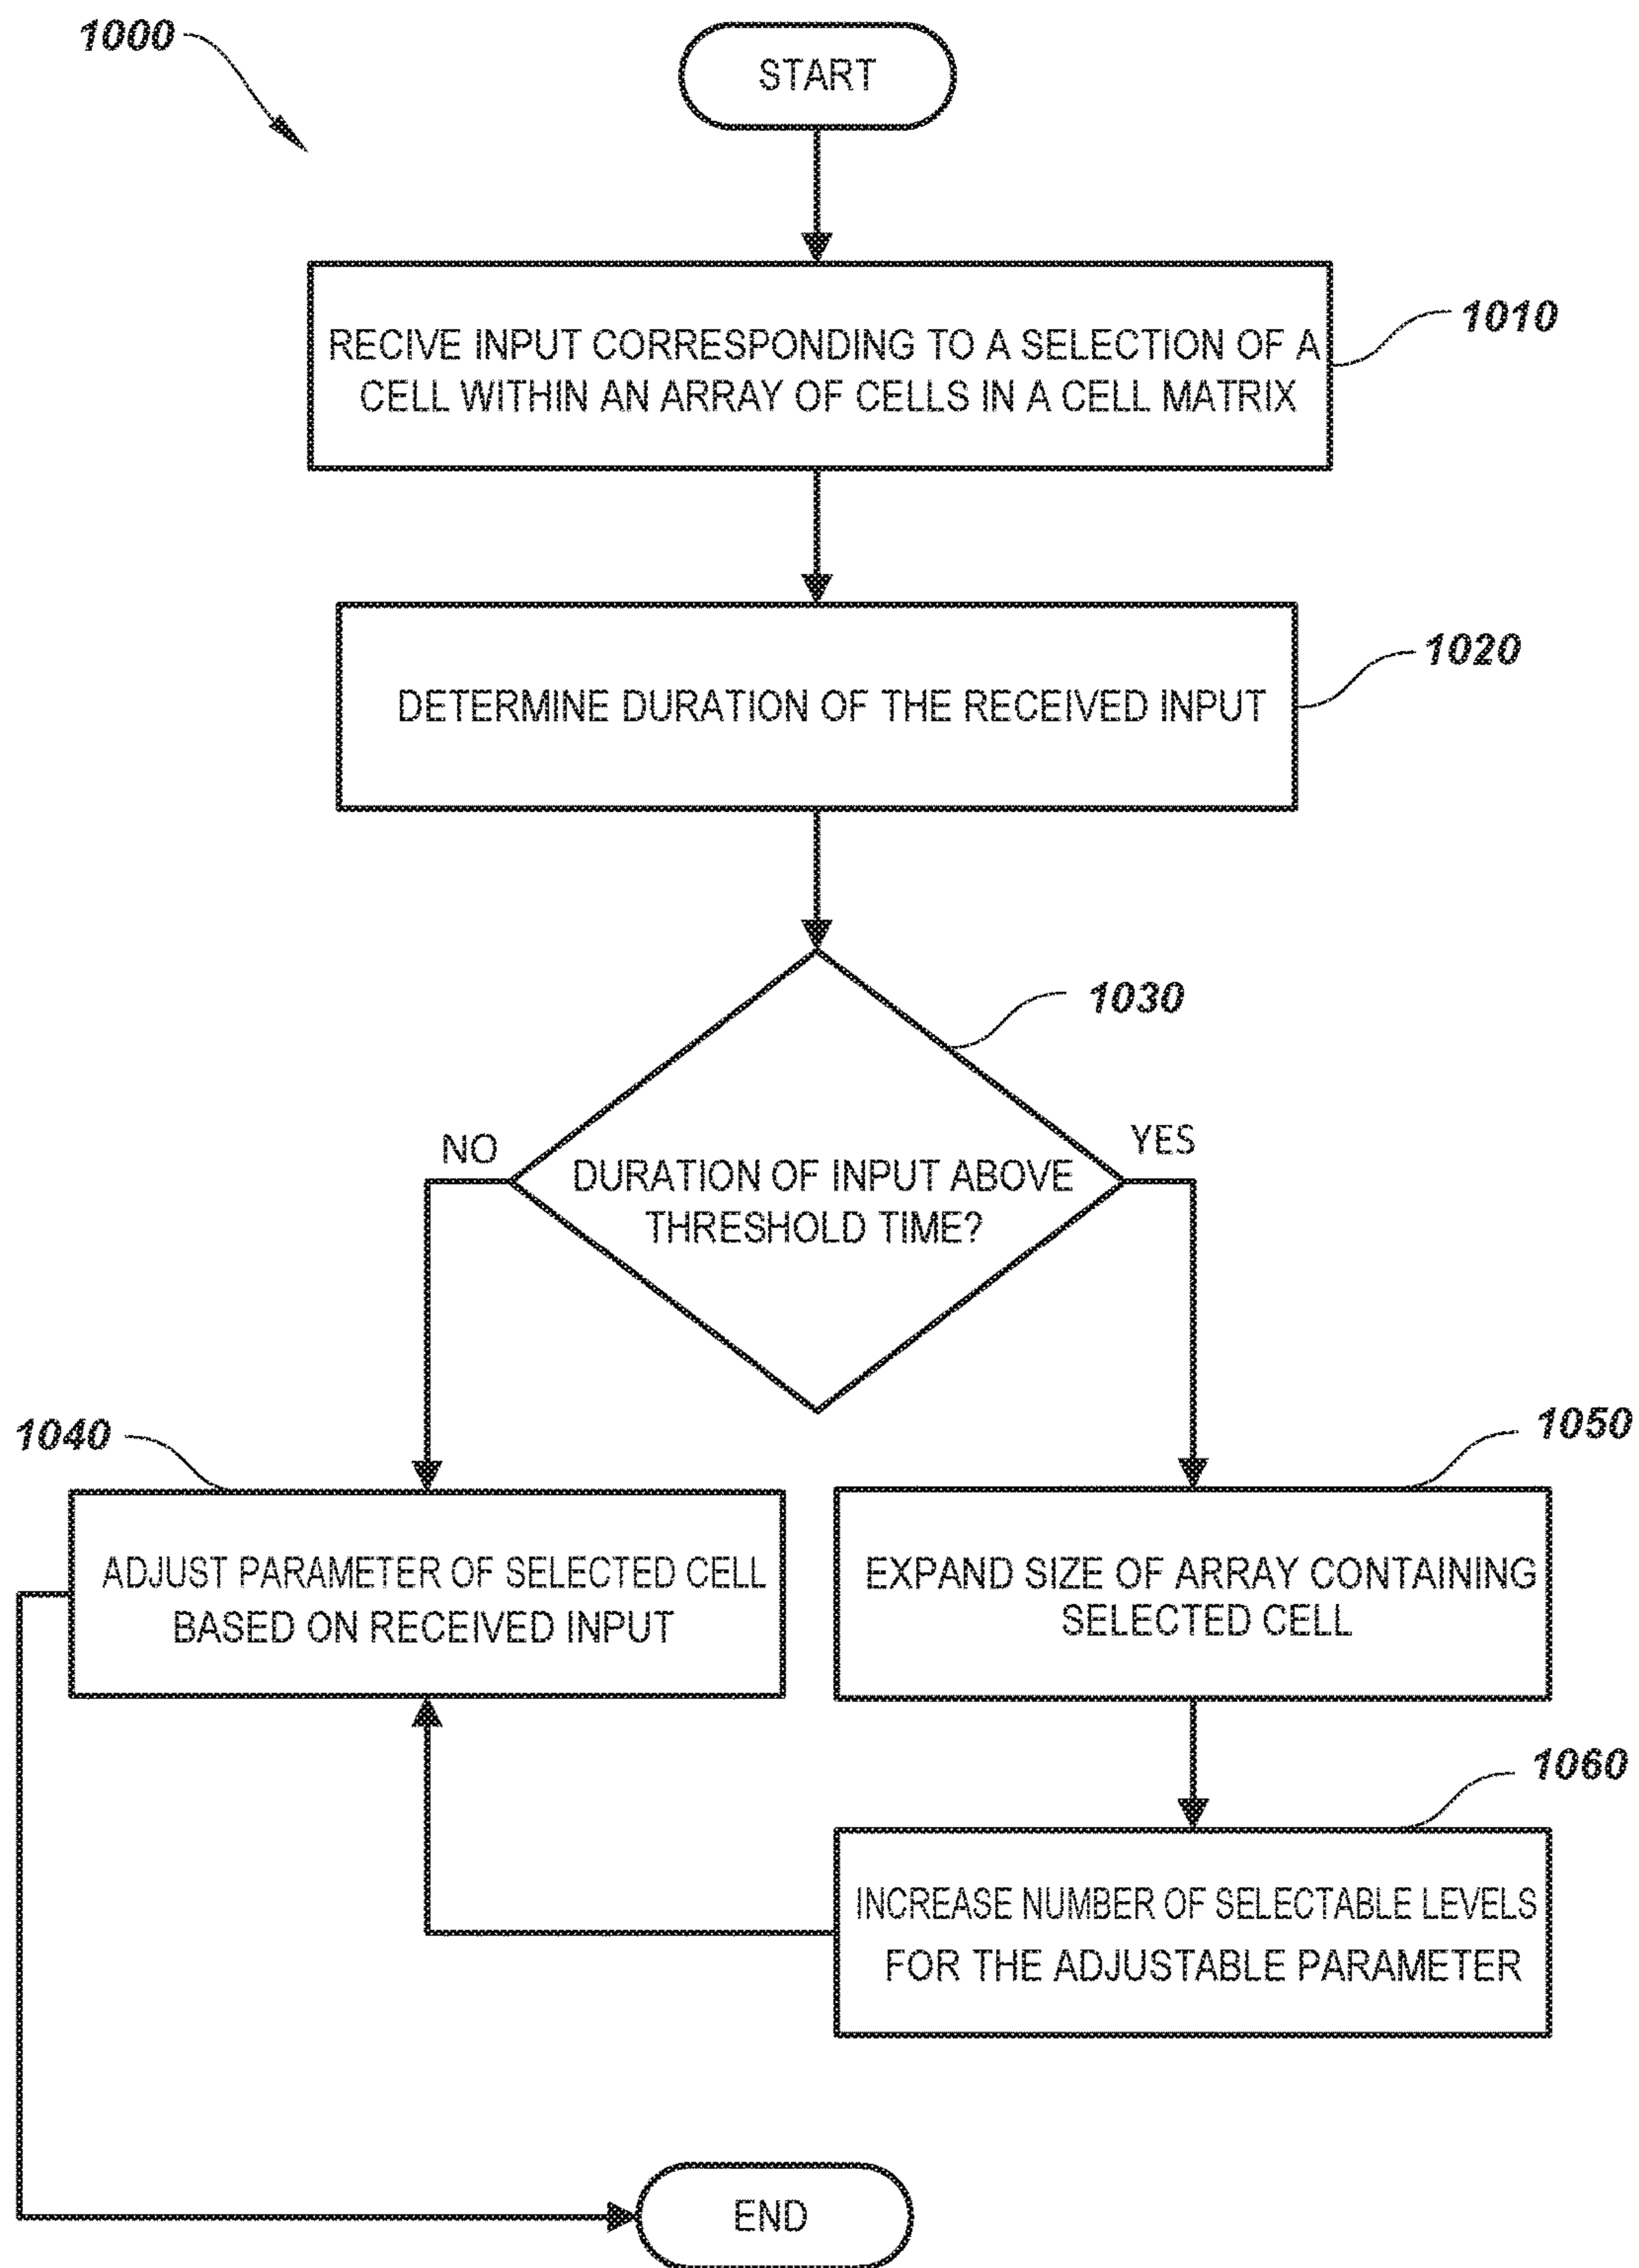 1000
START
RECIVE INPUT CORRESPONDING TO A SELECTION OF A
CELL WITHIN AN ARRAY OF CELLS IN A CELL MATRIX
1010
DETERMINE DURATION OF THE RECEIVED INPUT
1020
1030
NO
YES
DURATION OF INPUT ABOVE
THRESHOLD TIME?
1040
1050
ADJUST PARAMETER OF SELECTED CELL
BASED ON RECEIVED INPUT
EXPAND SIZE OF ARRAY CONTAINING
SELECTED CELL
1060
INCREASE NUMBER OF SELECTABLE LEVELS
FOR THE ADJUSTABLE PARAMETER
END